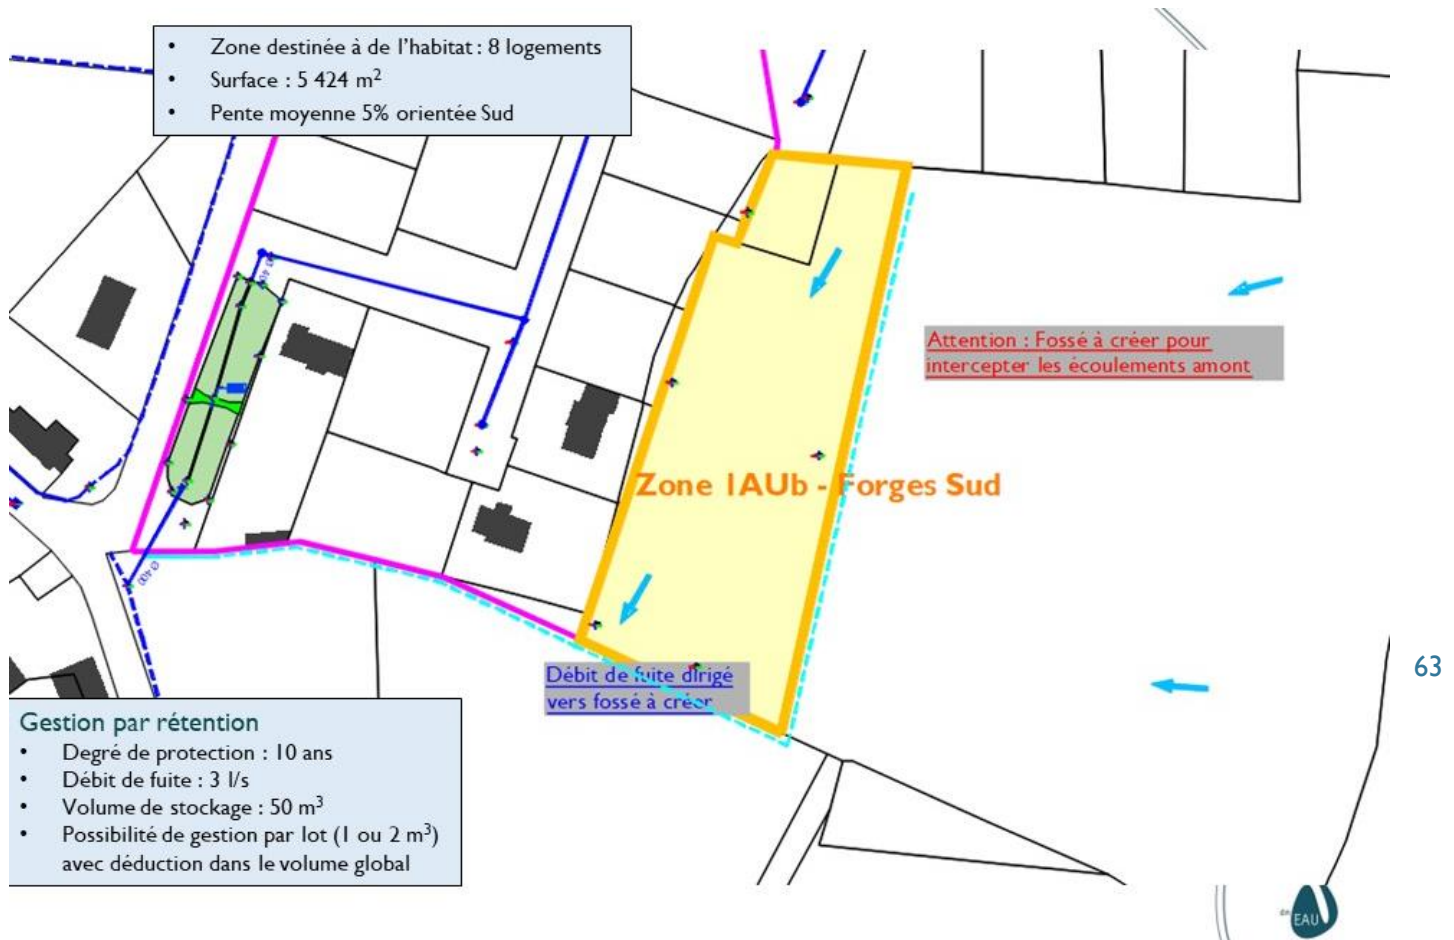 • Zone destinée à de l'habitat : 8 logements
• Surface : 5 424 m²
• Pente moyenne 5% orientée Sud
Attention : Fossé à créer pour
intercepter les écoulements amont
Zone 1AUb - Forges Sud
Ø 400
Débit de fuite dirigé
vers fossé à créer
63
Gestion par rétention
• Degré de protection : 10 ans
• Débit de fuite : 3 l/s
• Volume de stockage : 50 m³
• Possibilité de gestion par lot (1 ou 2 m³)
avec déduction dans le volume global
EAU